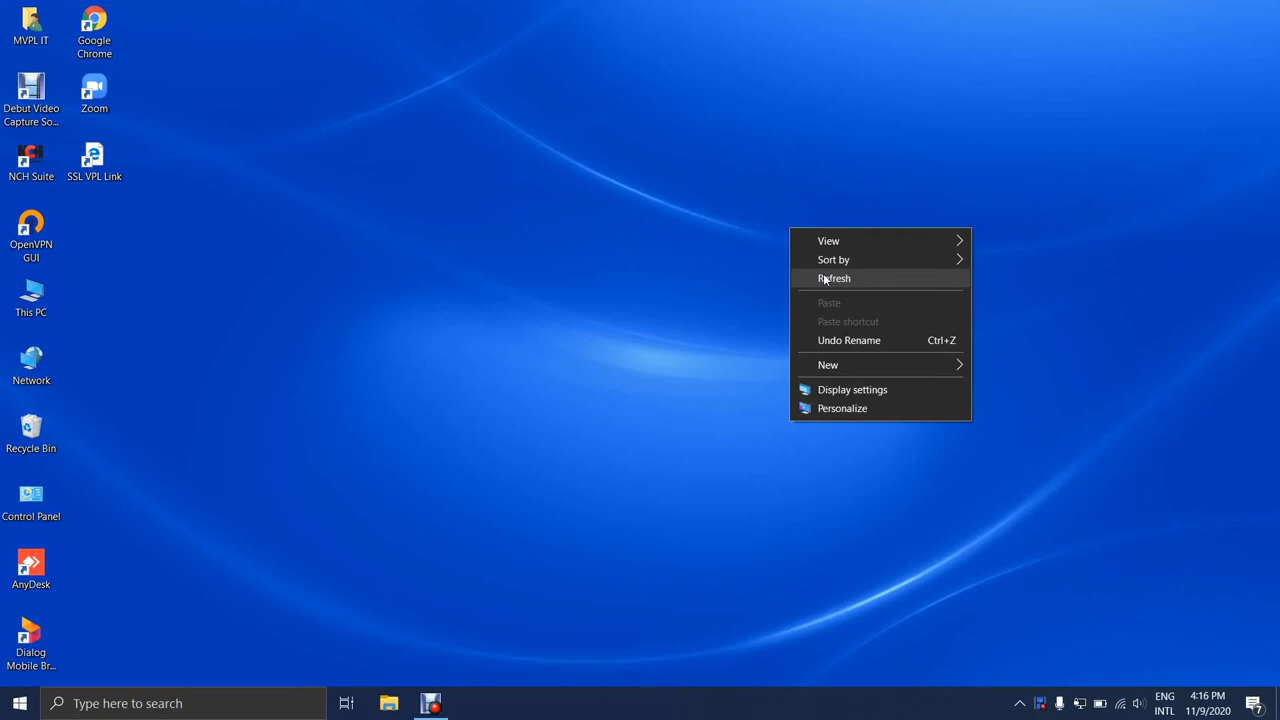 MVPL IT
Google
Chrome
Debut Video
Capture So...
Zoom
NCH Suite
SSL VPL Link
OpenVPN
GUI
This PC
Network
Recycle Bin
Control Panel
AnyDesk
Dialog
Mobile Br...
View
Sort by
Refresh
Paste
Paste shortcut
Undo Rename Ctrl+Z
New
Display settings
Personalize
Type here to search
ENG
INTL
4:16 PM
11/9/2020
7